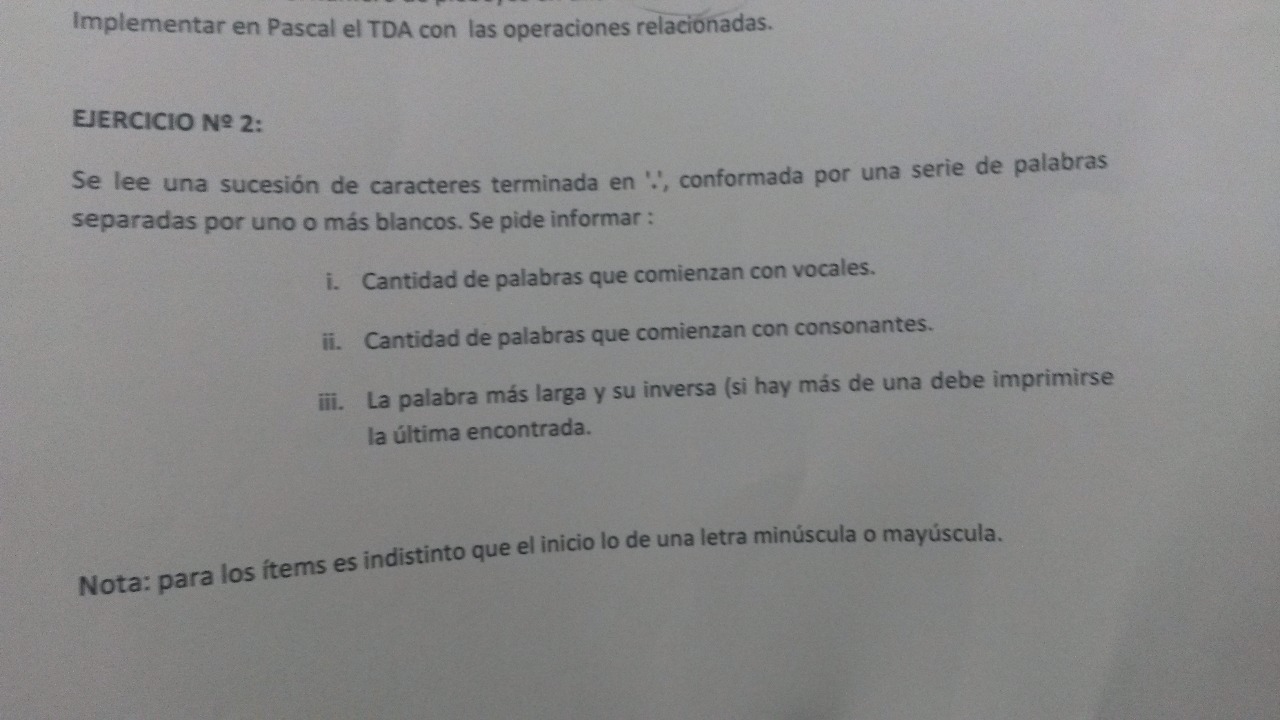 Implementar en Pascal el TDA con las operaciones relacionadas.
EJERCICIO Nº 2:
Se lee una sucesión de caracteres terminada en '.', conformada por una serie de palabras
separadas por uno o más blancos. Se pide informar :
i. Cantidad de palabras que comienzan con vocales.
ii. Cantidad de palabras que comienzan con consonantes.
iii. La palabra más larga y su inversa (si hay más de una debe imprimirse
la última encontrada.
Nota: para los ítems es indistinto que el inicio lo de una letra minúscula o mayúscula.